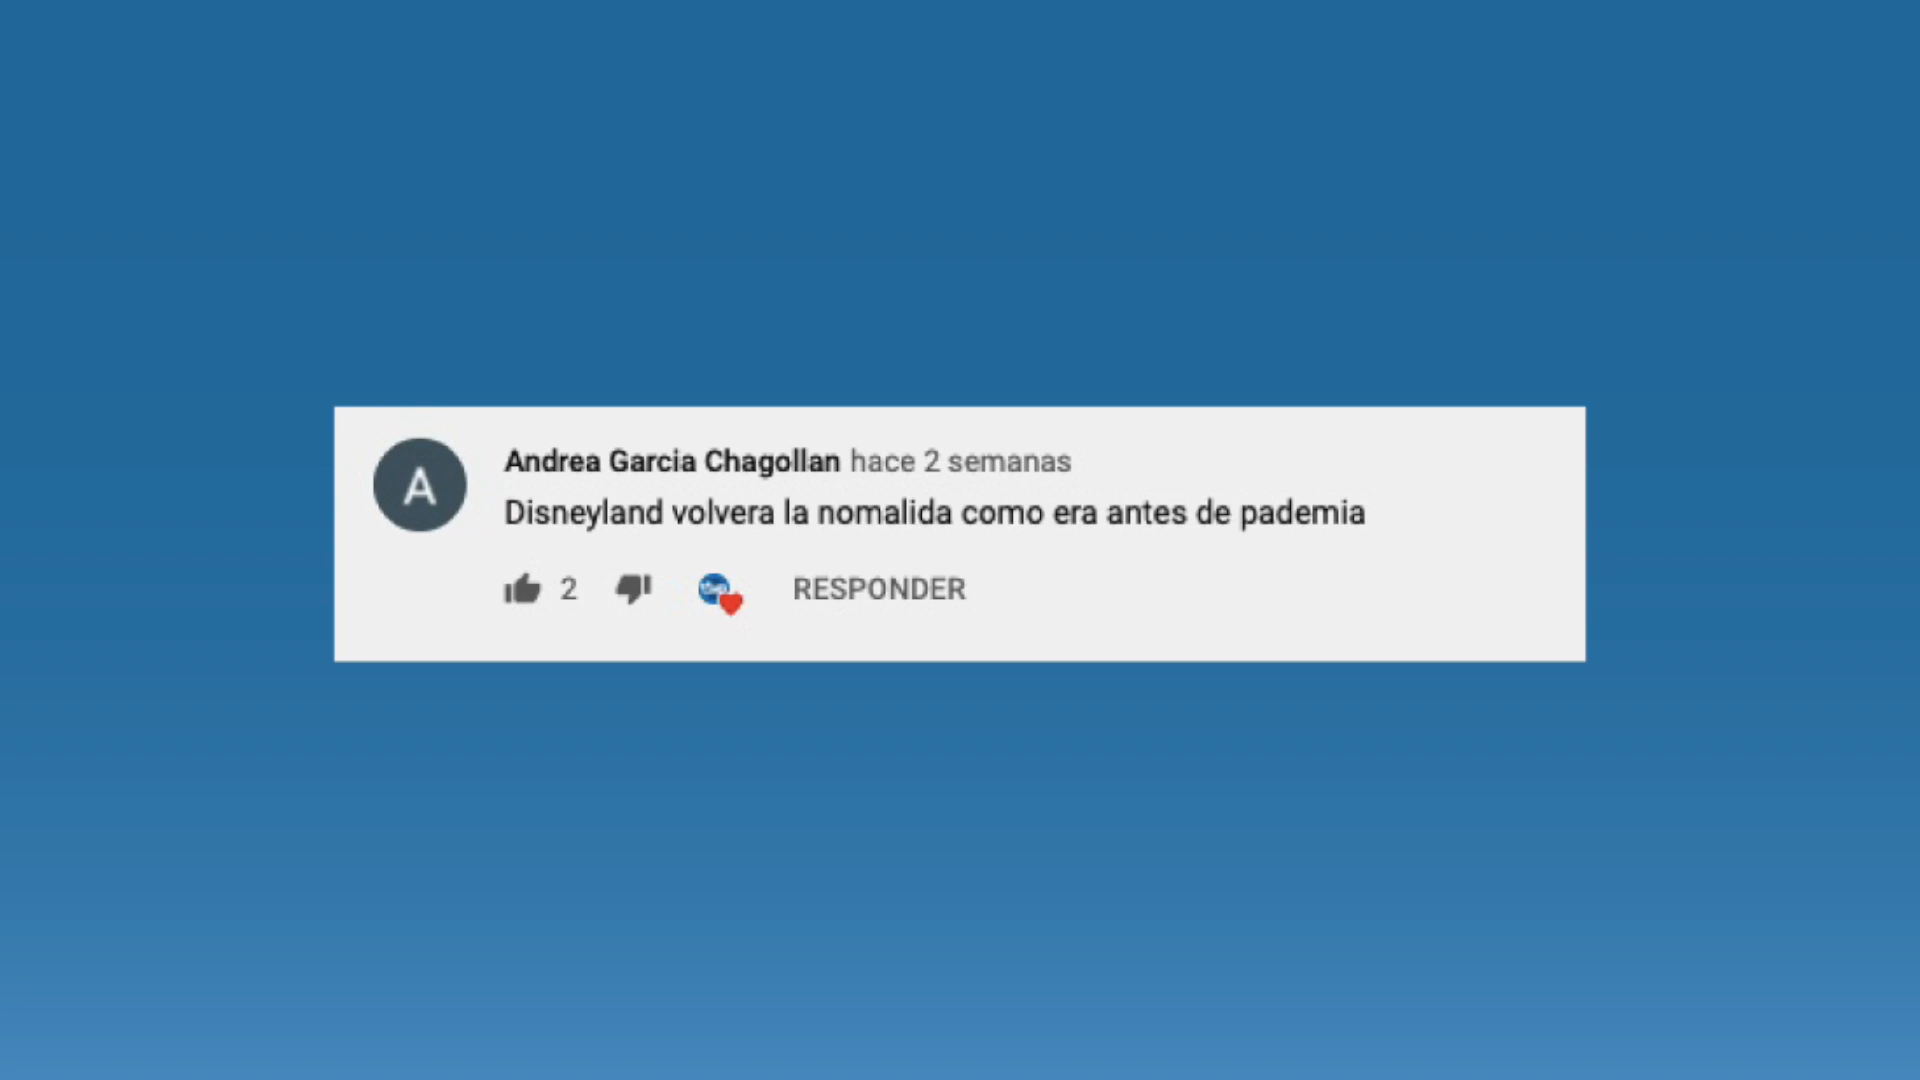 A
Andrea Garcia Chagollan hace 2 semanas
Disneyland volvera la nomalida como era antes de pademia
2
RESPONDER